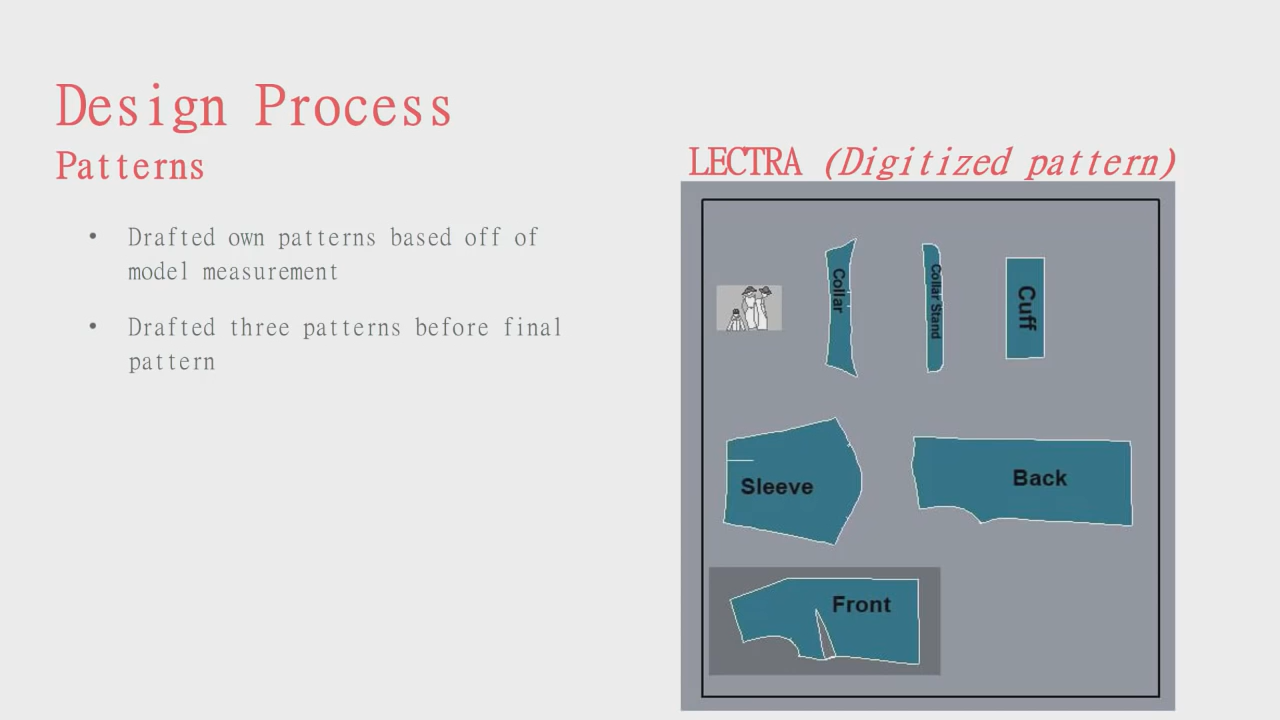 Design Process
Patterns
• Drafted own patterns based off of
model measurement
• Drafted three patterns before final
pattern
LECTRA (Digitized pattern)
Collar
Collar Stand
Cuff
Sleeve
Back
Front